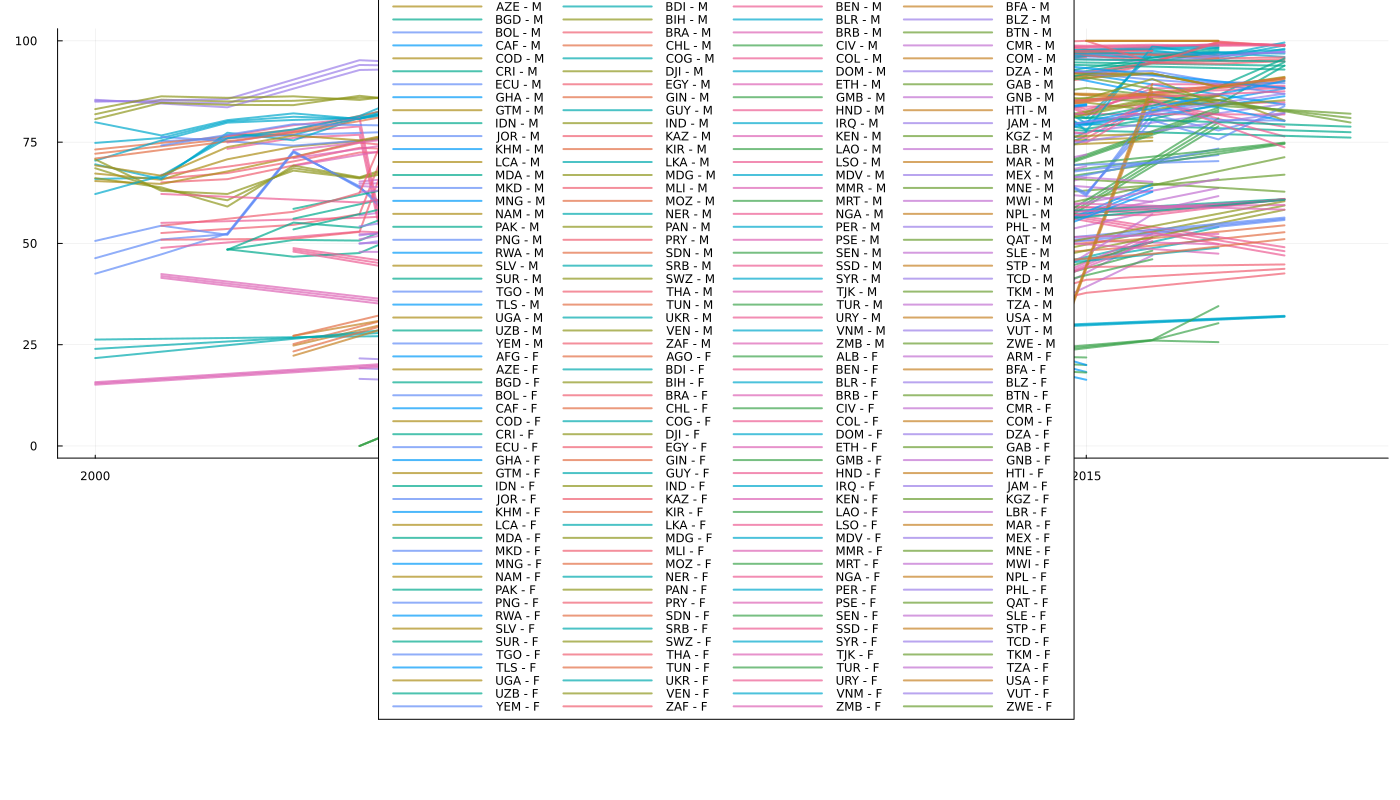 AZE - M BDI - M BEN - M BFA - M
BGD - M BIH - M BLR - M BLZ - M
BOL - M BRA - M BRB - M BTN - M
CAF - M CHL - M CIV - M CMR - M
COD - M COG - M COL - M COM - M
CRI - M DJI - M DOM - M DZA - M
ECU - M EGY - M ETH - M GAB - M
GHA - M GIN - M GMB - M GNB - M
GTM - M GUY - M HND - M HTI - M
IDN - M IND - M IRQ - M JAM - M
JOR - M KAZ - M KEN - M KGZ - M
KHM - M KIR - M LAO - M LBR - M
LCA - M LKA - M LSO - M MAR - M
MDA - M MDG - M MDV - M MEX - M
MKD - M MLI - M MMR - M MNE - M
MNG - M MOZ - M MRT - M MWI - M
NAM - M NER - M NGA - M NPL - M
PAK - M PAN - M PER - M PHL - M
PNG - M PRY - M PSE - M QAT - M
RWA - M SDN - M SEN - M SLE - M
SLV - M SRB - M SSD - M STP - M
SUR - M SWZ - M SYR - M TCD - M
TGO - M THA - M TJK - M TKM - M
TLS - M TUN - M TUR - M TZA - M
UGA - M UKR - M URY - M USA - M
UZB - M VEN - M VNM - M VUT - M
YEM - M ZAF - M ZMB - M ZWE - M
AFG - F AGO - F ALB - F ARM - F
AZE - F BDI - F BEN - F BFA - F
BGD - F BIH - F BLR - F BLZ - F
BOL - F BRA - F BRB - F BTN - F
CAF - F CHL - F CIV - F CMR - F
COD - F COG - F COL - F COM - F
CRI - F DJI - F DOM - F DZA - F
ECU - F EGY - F ETH - F GAB - F
GHA - F GIN - F GMB - F GNB - F
GTM - F GUY - F HND - F HTI - F
IDN - F IND - F IRQ - F JAM - F
JOR - F KAZ - F KEN - F KGZ - F
KHM - F KIR - F LAO - F LBR - F
LCA - F LKA - F LSO - F MAR - F
MDA - F MDG - F MDV - F MEX - F
MKD - F MLI - F MMR - F MNE - F
MNG - F MOZ - F MRT - F MWI - F
NAM - F NER - F NGA - F NPL - F
PAK - F PAN - F PER - F PHL - F
PNG - F PRY - F PSE - F QAT - F
RWA - F SDN - F SEN - F SLE - F
SLV - F SRB - F SSD - F STP - F
SUR - F SWZ - F SYR - F TCD - F
TGO - F THA - F TJK - F TKM - F
TLS - F TUN - F TUR - F TZA - F
UGA - F UKR - F URY - F USA - F
UZB - F VEN - F VNM - F VUT - F
YEM - F ZAF - F ZMB - F ZWE - F
100
75
50
25
0
2000
2015